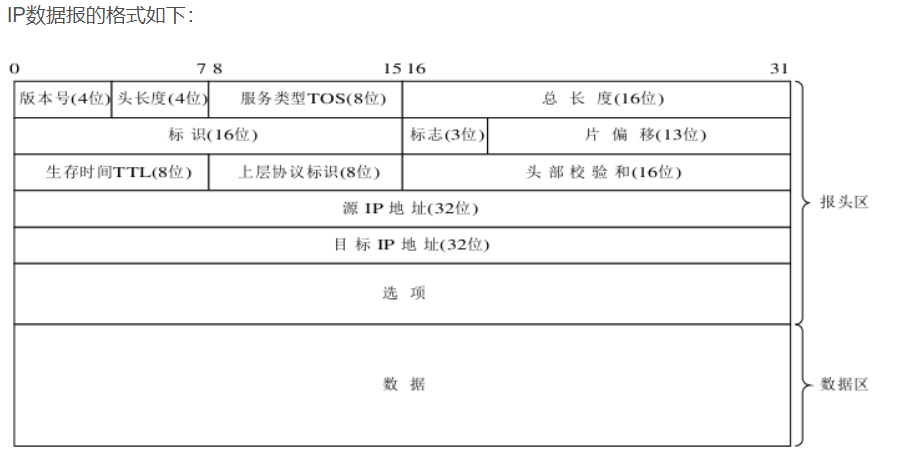 IP数据报的格式如下：
0 7 8 15 16 31
版本号(4位) 头长度(4位) 服务类型TOS(8位) 总 长 度(16位)
标 识(16位) 标志(3位) 片 偏 移(13位)
生存时间TTL(8位) 上层协议标识(8位) 头 部 校 验 和(16位)
源 IP 地 址(32位)
报头区
目 标 IP 地 址(32位)
选 项
数 据
数据区